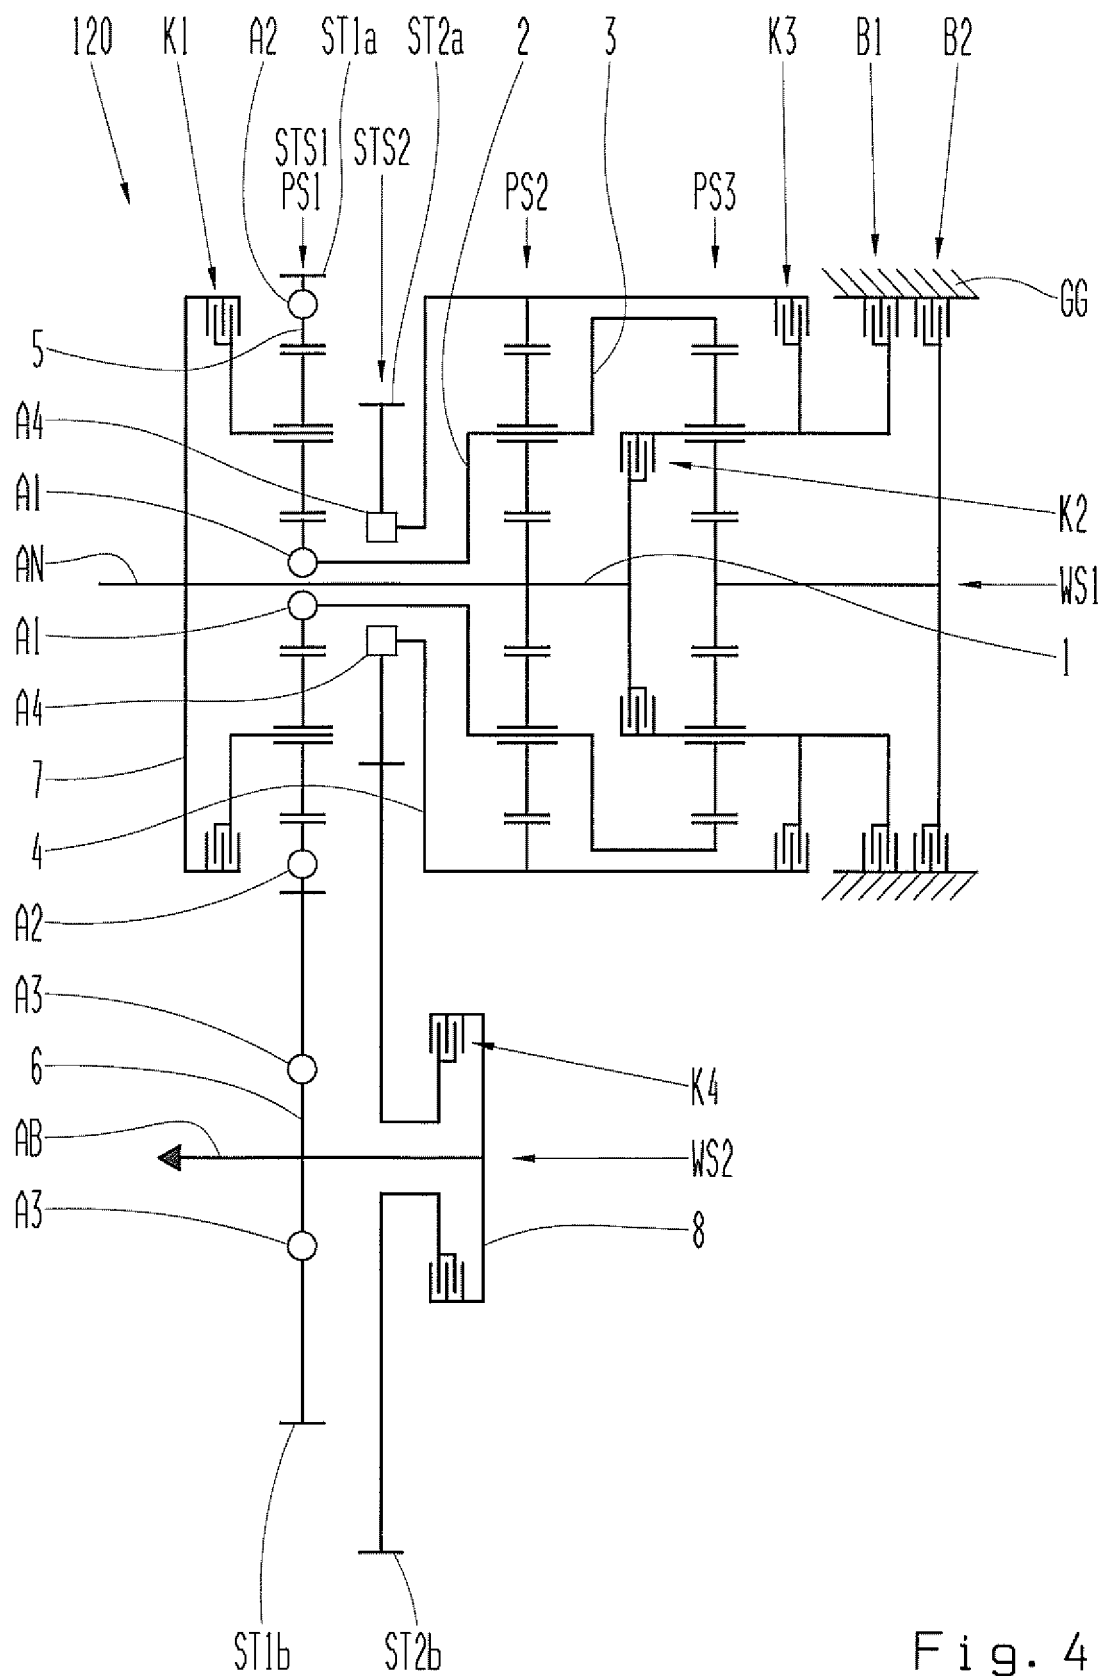 120 K1 A2 ST1a ST2a 2 3 K3 B1 B2
STS1 STS2
PS1 PS2 PS3
GG
5
A4
A1
K2
AN
WS1
A1
1
A4
7
4
A2
A3
6
K4
AB
WS2
A3
8
ST1b ST2b
Fig. 4